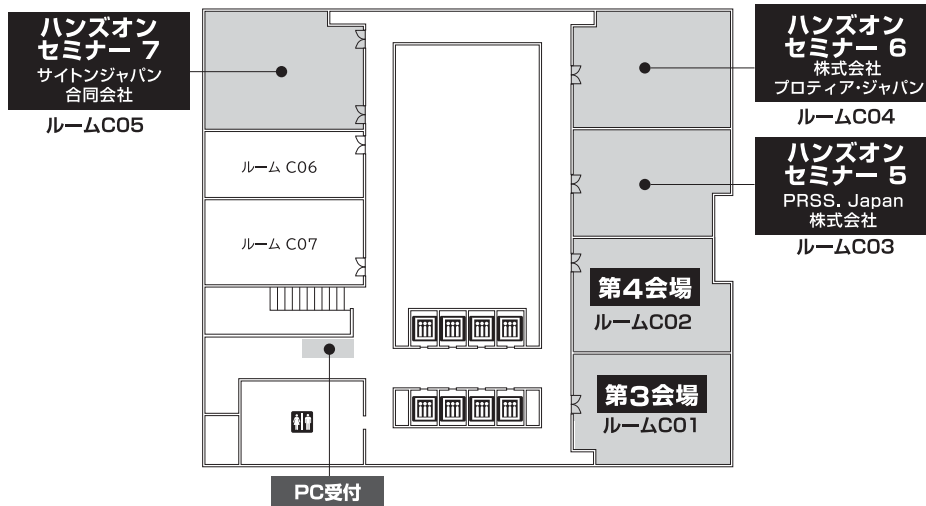 ハンズオン
セミナー 7
サイトンジャパン
合同会社
ルームC05
ハンズオン
セミナー 6
株式会社
プロティア・ジャパン
ルームC04
ルーム C06
ハンズオン
セミナー 5
PRSS. Japan
株式会社
ルームC03
ルーム C07
第4会場
ルームC02
第3会場
ルームC01
PC受付